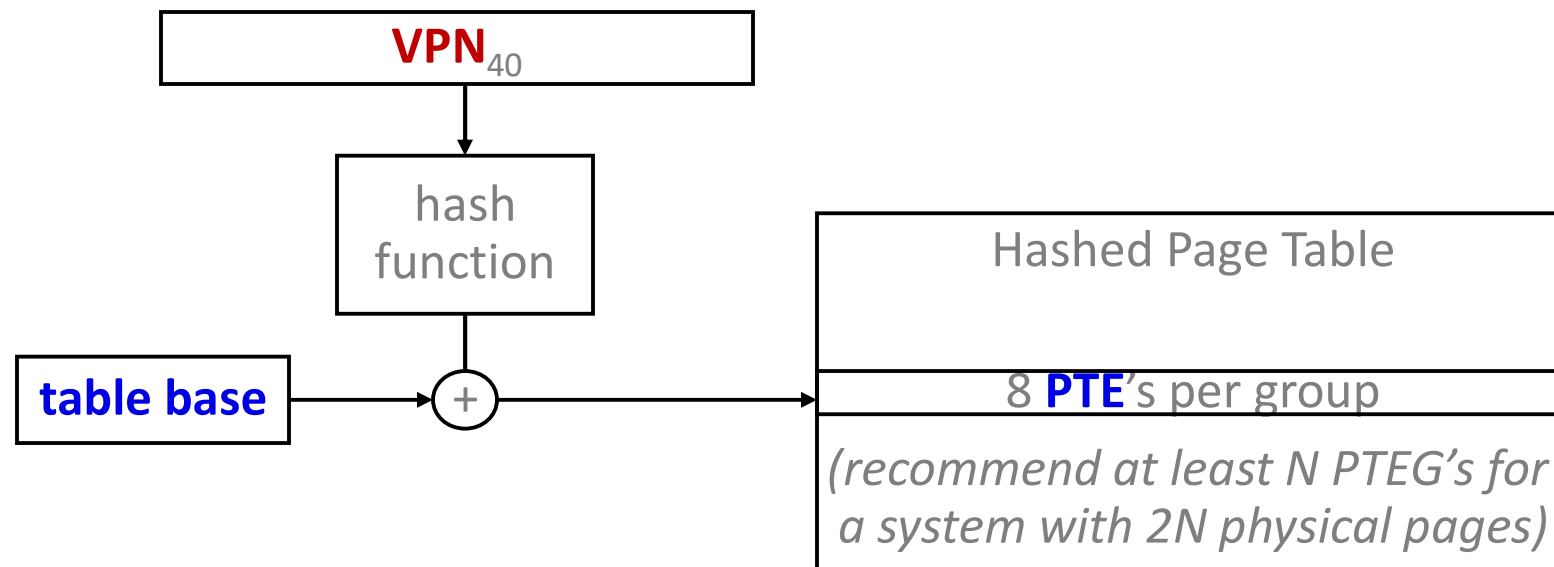 VPN40
hash
function
Hashed Page Table
table base
+
8 PTE's per group
(recommend at least N PTEG's for
a system with 2N physical pages)